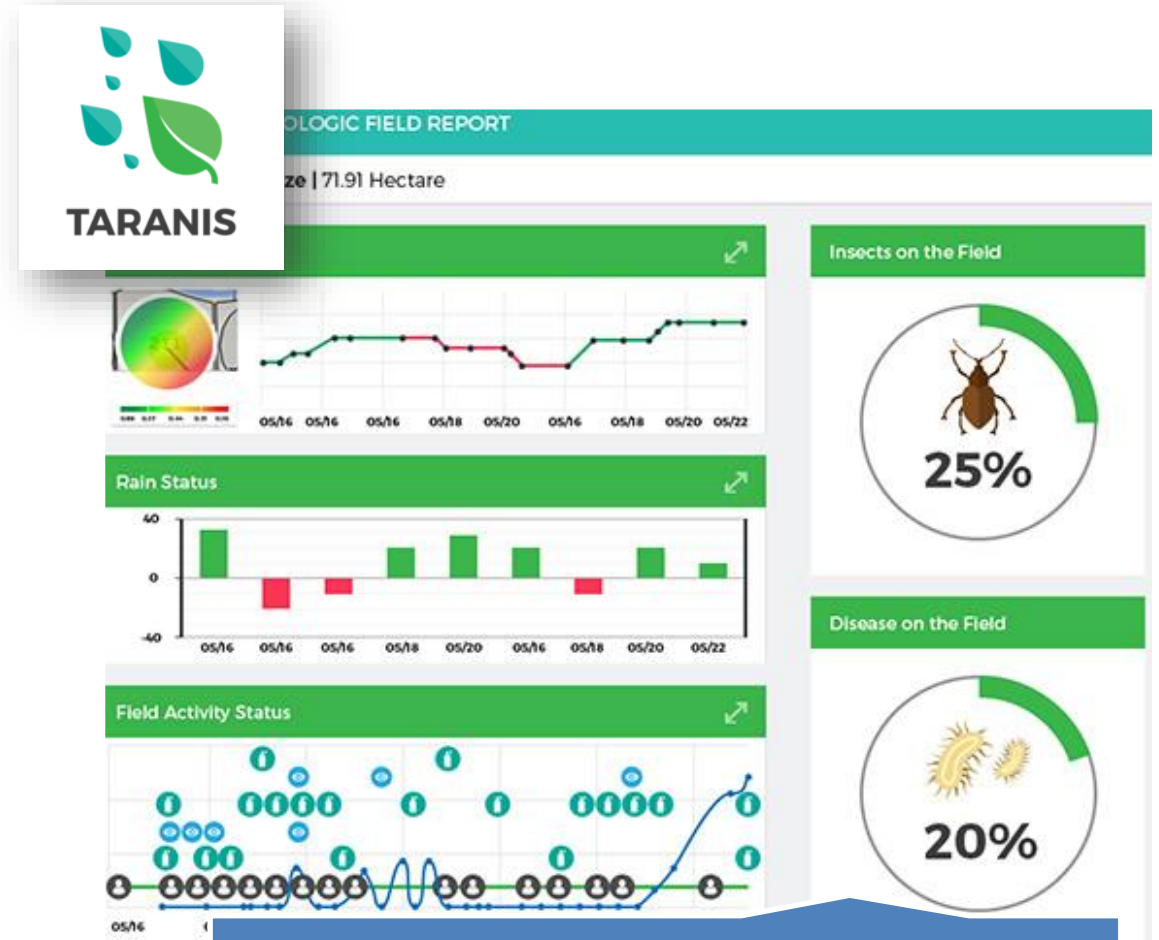 TARANIS
OLOGIC FIELD REPORT
ze | 71.91 Hectare
05/16 05/16 05/16 05/18 05/20 05/16 05/18 05/20 05/22
Insects on the Field
25%
Rain Status
40
0
-40
05/16 05/16 05/16 05/18 05/20 05/16 05/18 05/20 05/22
Disease on the Field
20%
Field Activity Status
05/16